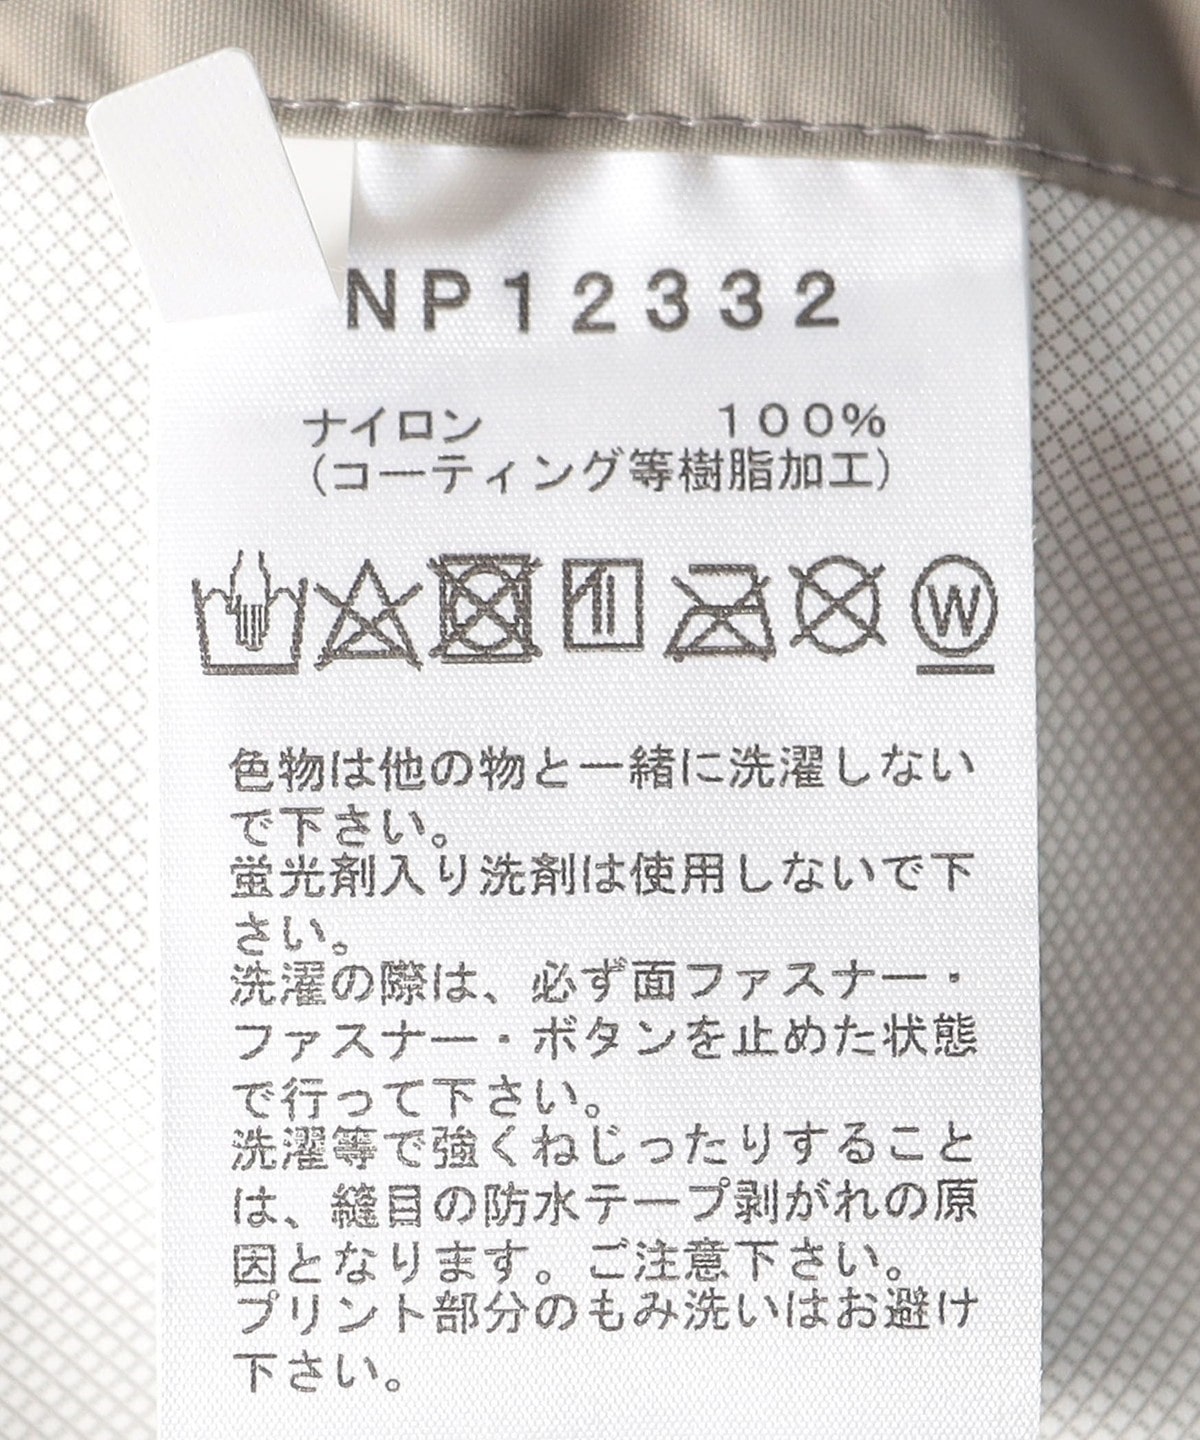 NP12332
ナイロン　　　　　100%
(コーティング等樹脂加工)
W
色物は他の物と一緒に洗濯しない
で下さい。
蛍光剤入り洗剤は使用しないで下
さい。
洗濯の際は、必ず面ファスナー・
ファスナー・ボタンを止めた状態
で行って下さい。
洗濯等で強くねじったりすること
は、縫目の防水テープ剥がれの原
因となります。ご注意下さい。
プリント部分のもみ洗いはお避け
下さい。